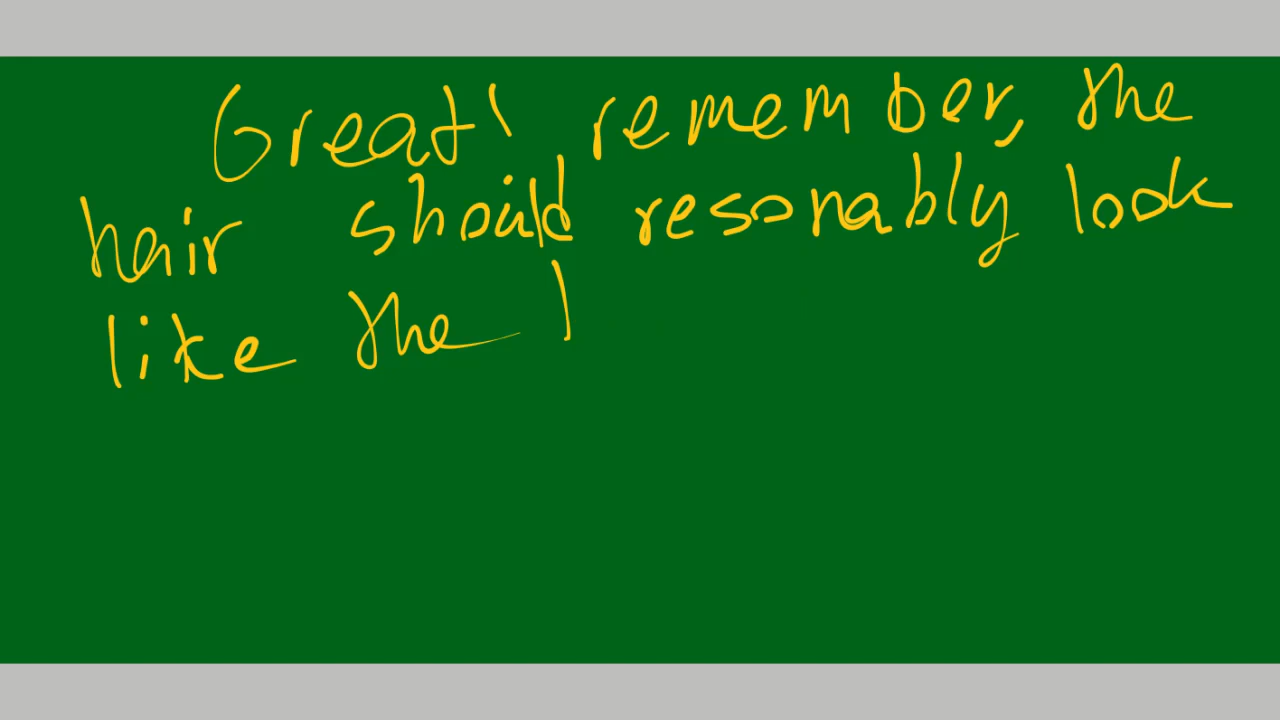 Great! remember, the
hair should resonably look
like the